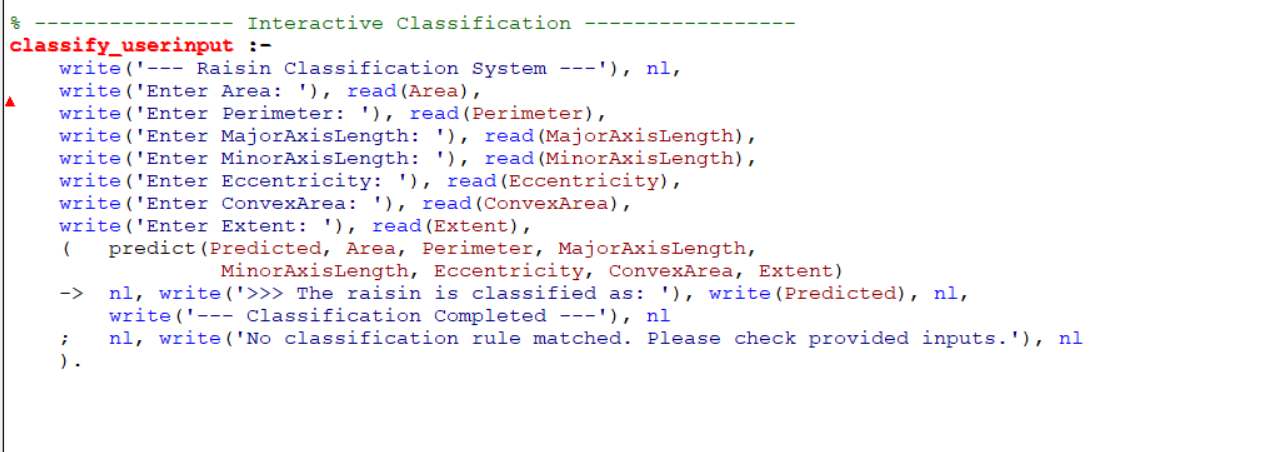 % ---------------- Interactive Classification -----------------
classify_userinput :-
    write('--- Raisin Classification System ---'), nl,
    write('Enter Area: '), read(Area),
    write('Enter Perimeter: '), read(Perimeter),
    write('Enter MajorAxisLength: '), read(MajorAxisLength),
    write('Enter MinorAxisLength: '), read(MinorAxisLength),
    write('Enter Eccentricity: '), read(Eccentricity),
    write('Enter ConvexArea: '), read(ConvexArea),
    write('Enter Extent: '), read(Extent),
    (   predict(Predicted, Area, Perimeter, MajorAxisLength,
                 MinorAxisLength, Eccentricity, ConvexArea, Extent)
    ->  nl, write('>>> The raisin is classified as: '), write(Predicted), nl,
        write('--- Classification Completed ---'), nl
    ;   nl, write('No classification rule matched. Please check provided inputs.'), nl
    ).